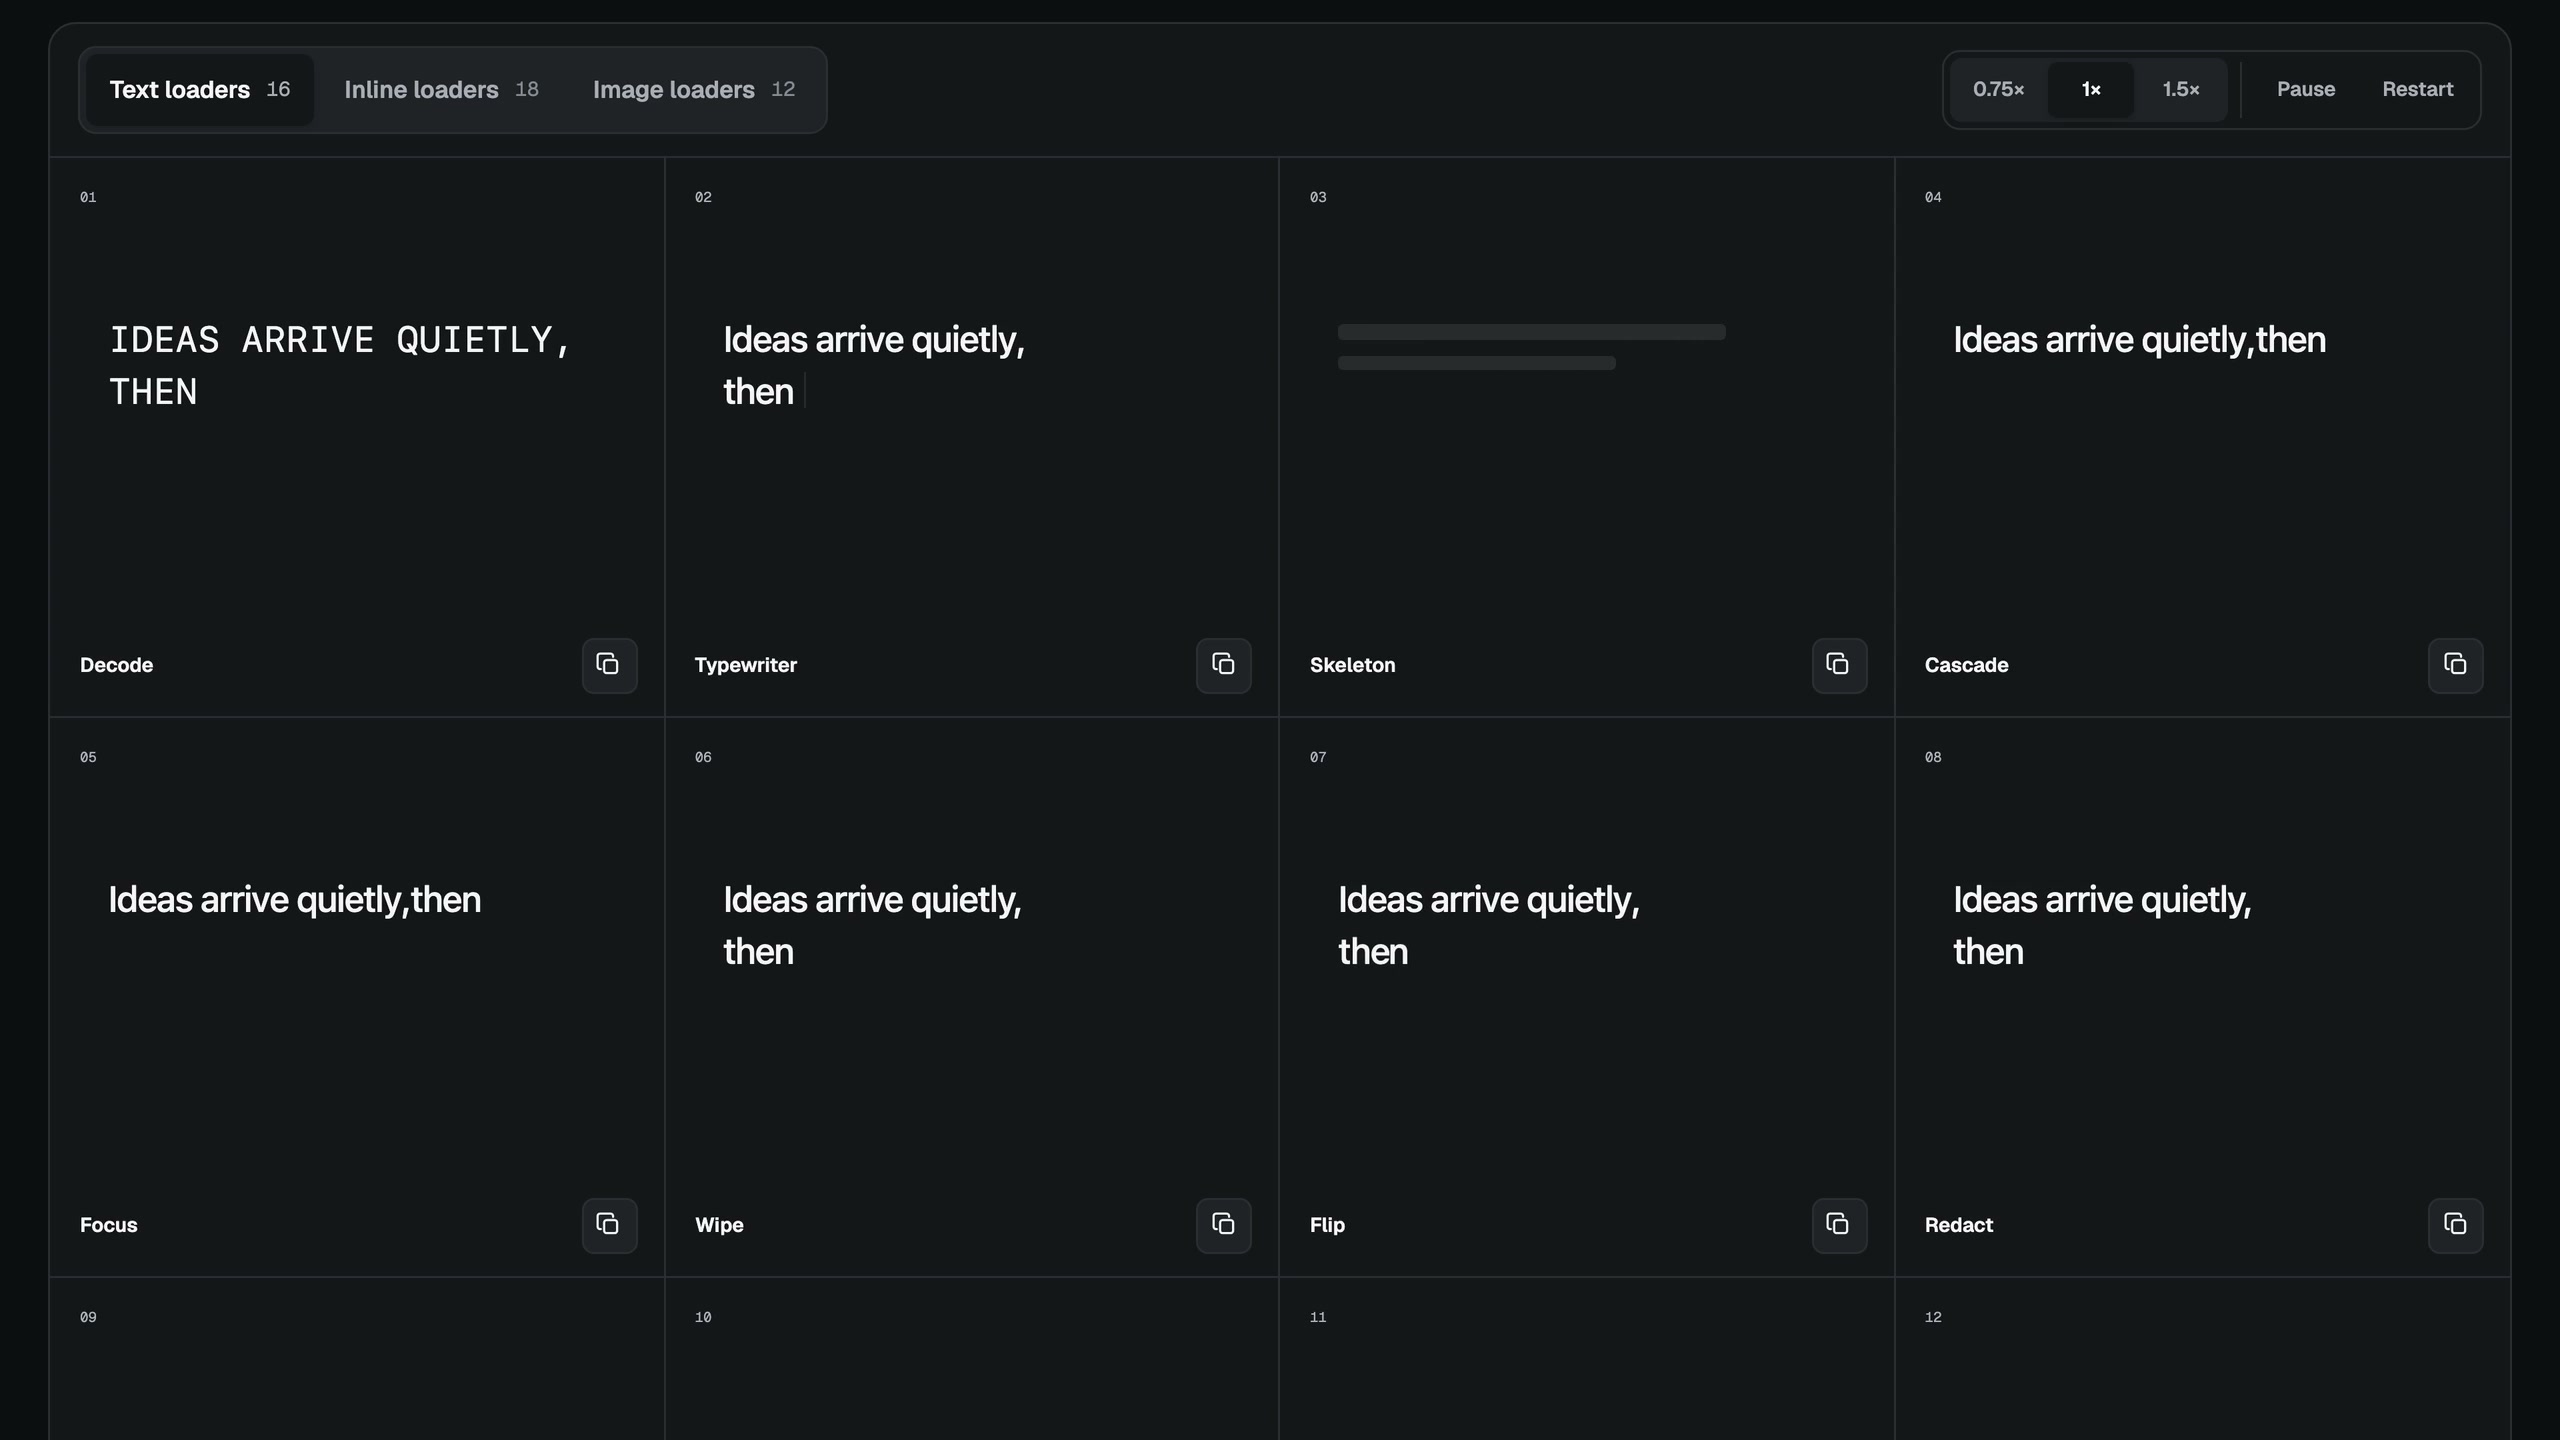 Text loaders 16 Inline loaders 18 Image loaders 12 0.75× 1× 1.5× Pause Restart
01 02 03 04
IDEAS ARRIVE QUIETLY,
THEN
Ideas arrive quietly,
then
Ideas arrive quietly,then
Decode Typewriter Skeleton Cascade
05 06 07 08
Ideas arrive quietly,then
Ideas arrive quietly,
then
Ideas arrive quietly,
then
Ideas arrive quietly,
then
Focus Wipe Flip Redact
09 10 11 12